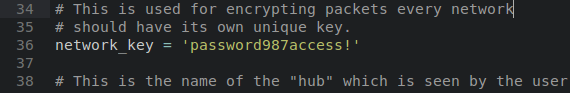 34 # This is used for encrypting packets every network
35 # should have its own unique key.
36 network_key = 'password987access!'
37
38 # This is the name of the "hub" which is seen by the user